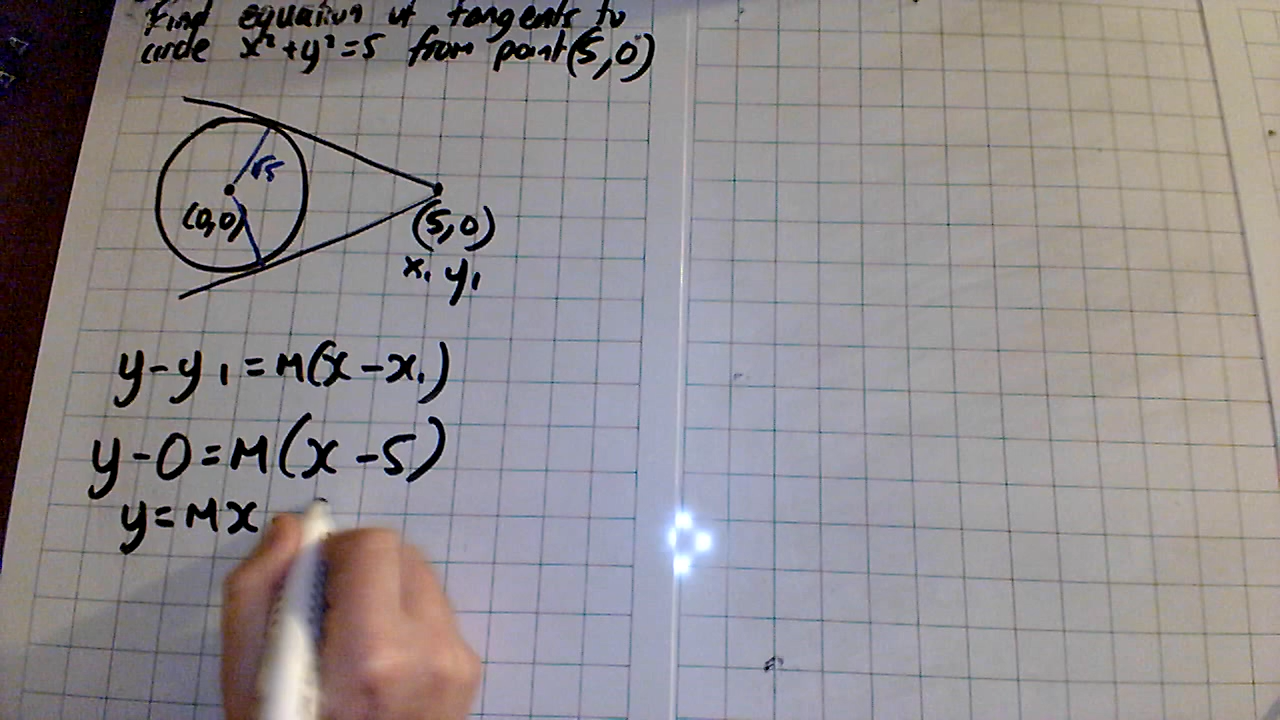 Find equation of tangents to
circle x²+y²=5 from point (5,0)
√5
(0,0)
(5,0)
x₁ y₁
y-y₁=M(x-x₁)
y-0=M(x-5)
y=Mx